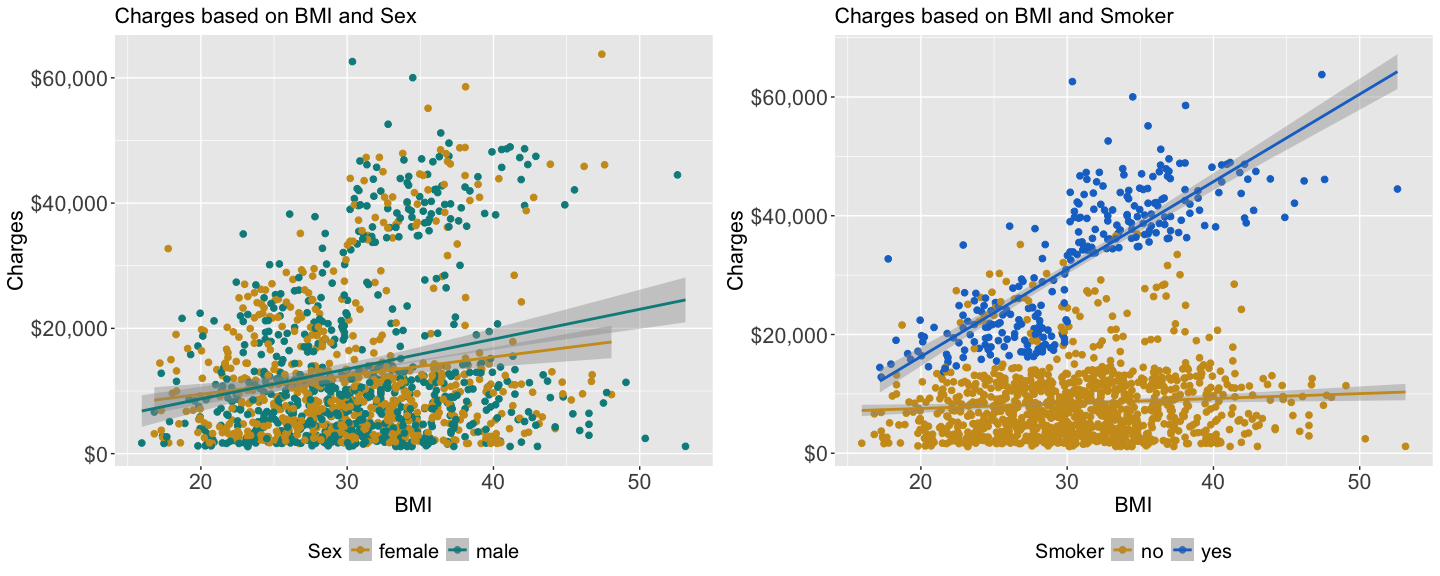 Charges based on BMI and Sex
$60,000
$40,000
$20,000
$0
Charges
20 30 40 50
BMI
Sex female male
Charges based on BMI and Smoker
$60,000
$40,000
$20,000
$0
Charges
20 30 40 50
BMI
Smoker no yes